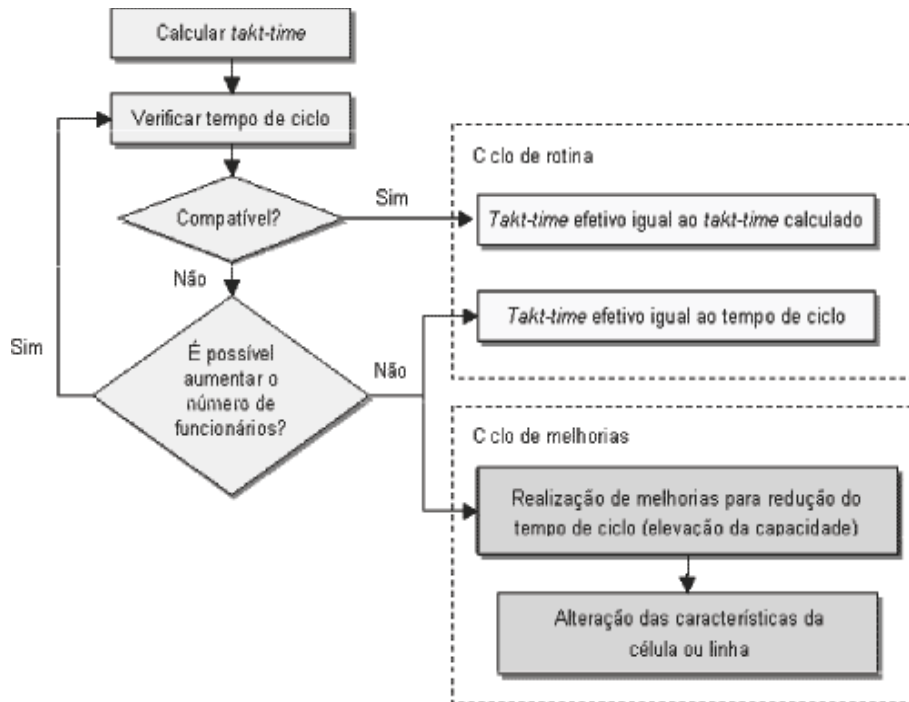 Calcular takt-time
Verificar tempo de ciclo
Compatível?
Sim
Não
É possível
aumentar o
número de
funcionários?
Sim
Não
Ciclo de rotina
Takt-time efetivo igual ao takt-time calculado
Takt-time efetivo igual ao tempo de ciclo
Ciclo de melhorias
Realização de melhorias para redução do
tempo de ciclo (elevação da capacidade)
Alteração das características da
célula ou linha